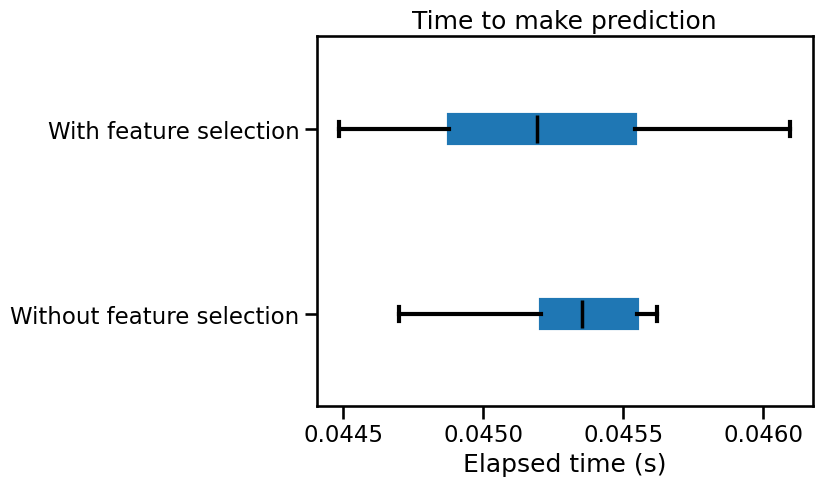 Time to make prediction
With feature selection
Without feature selection
0.0445 0.0450 0.0455 0.0460
Elapsed time (s)